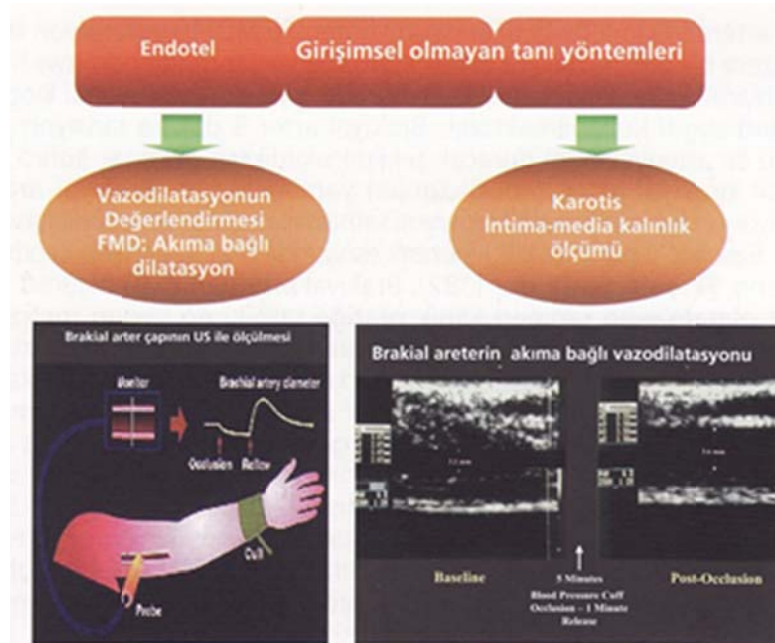 Endotel
Girişimsel olmayan tanı yöntemleri
Vazodilatasyonun
Değerlendirmesi
FMD: Akıma bağlı
dilatasyon
Karotis
İntima-media kalınlık
ölçümü
Brakial arter çapının US ile ölçülmesi
Monitor
Brachial artery diameter
Occlusion
Cuff
Probe
Brakial areterin akıma bağlı vazodilatasyonu
Baseline
5 Minutes
Blood Pressure Cuff
Occlusion – 1 Minute
Release
Post-Occlusion